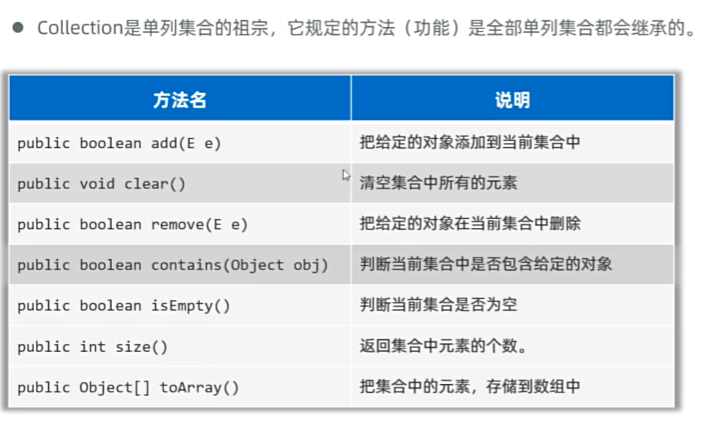 Collection是单列集合的祖宗，它规定的方法（功能）是全部单列集合都会继承的。
方法名 说明
public boolean add(E e) 把给定的对象添加到当前集合中
public void clear() 清空集合中所有的元素
public boolean remove(E e) 把给定的对象在当前集合中删除
public boolean contains(Object obj) 判断当前集合中是否包含给定的对象
public boolean isEmpty() 判断当前集合是否为空
public int size() 返回集合中元素的个数。
public Object[] toArray() 把集合中的元素，存储到数组中